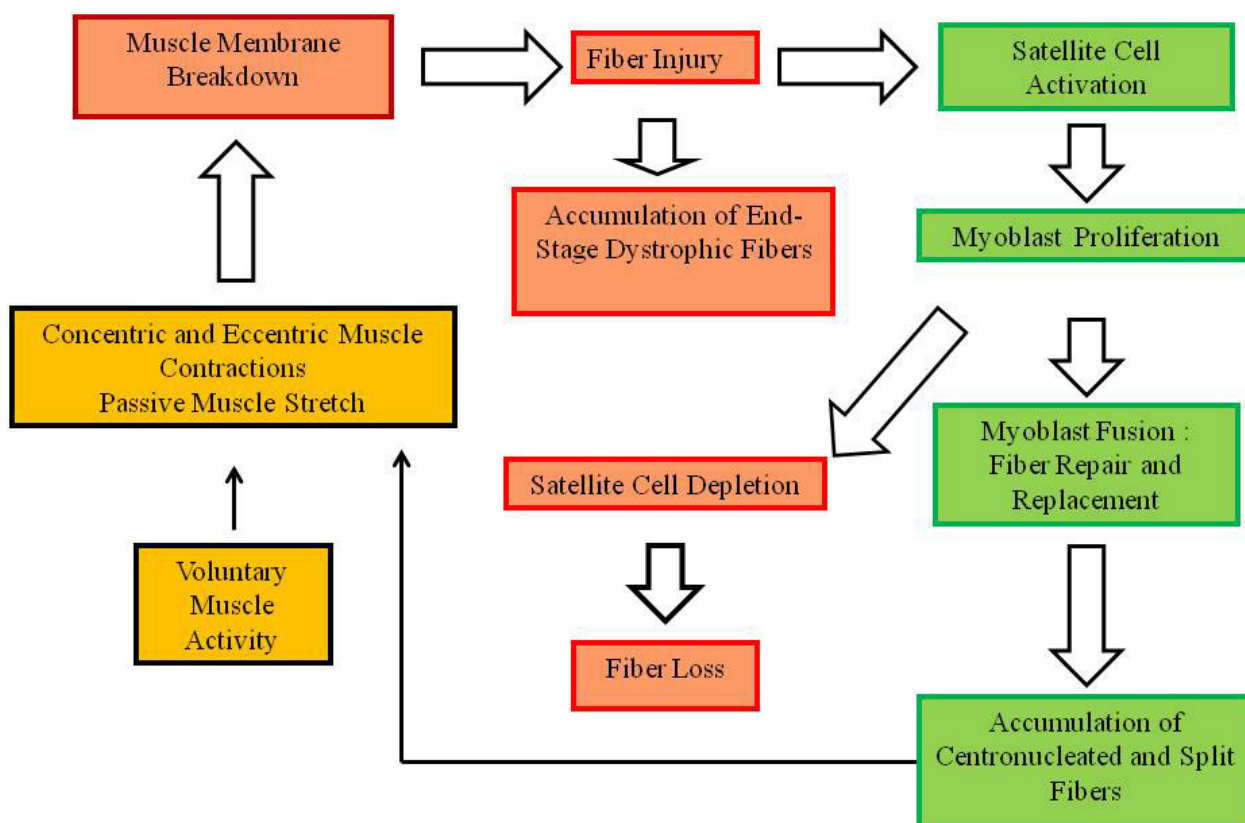 Muscle Membrane
Breakdown
Fiber Injury
Satellite Cell
Activation
Accumulation of End-
Stage Dystrophic Fibers
Myoblast Proliferation
Concentric and Eccentric Muscle
Contractions
Passive Muscle Stretch
Myoblast Fusion :
Fiber Repair and
Replacement
Satellite Cell Depletion
Voluntary
Muscle
Activity
Fiber Loss
Accumulation of
Centronucleated and Split
Fibers